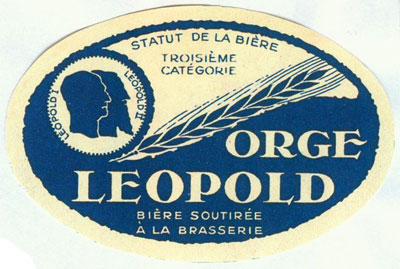 STATUT DE LA BIÈRE
TROISIÈME
CATÉGORIE
LEOPOLD I
LEOPOLD II
ORGE
LEOPOLD
BIÈRE SOUTIRÉE
À LA BRASSERIE